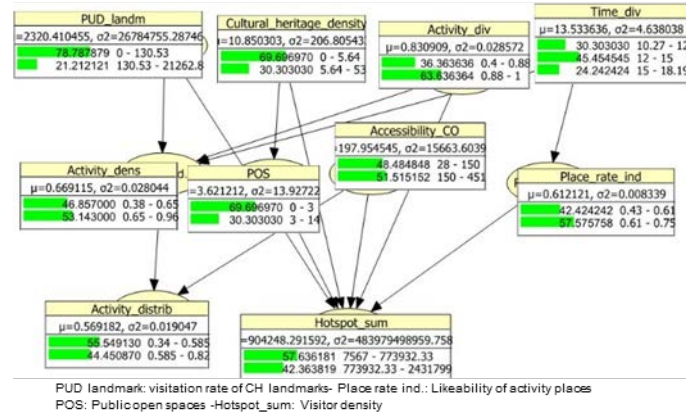 PUD_landm
=2320.410455, σ2=26784755.28746
78.787879 0 - 130.53
21.212121 130.53 - 21262.8
Cultural_heritage_density
=10.850303, σ2=206.80543
69.696970 0 - 5.64
30.303030 5.64 - 53
Activity_div
μ=0.830909, σ2=0.028572
36.363636 0.4 - 0.88
63.636364 0.88 - 1
Time_div
μ=13.533636, σ2=4.638038
30.303030 10.27 - 12
45.454545 12 - 15
24.242424 15 - 18.19
Accessibility_CO
=197.954545, σ2=15663.6039
48.484848 28 - 150
51.515152 150 - 451
Activity_dens
μ=0.669115, σ2=0.028044
46.857000 0.38 - 0.65
53.143000 0.65 - 0.96
POS
=3.621212, σ2=13.92722
69.696970 0 - 3
30.303030 3 - 14
Place_rate_ind
μ=0.612121, σ2=0.008339
42.424242 0.43 - 0.61
57.575758 0.61 - 0.75
Activity_distrib
μ=0.569182, σ2=0.019047
55.549130 0.34 - 0.585
44.450870 0.585 - 0.82
Hotspot_sum
=904248.291592, σ2=483979498959.758
57.636181 7567 - 773932.33
42.363819 773932.33 - 2431799
PUD landmark: visitation rate of CH landmarks- Place rate ind.: Likeability of activity places
POS: Public open spaces -Hotspot_sum: Visitor density